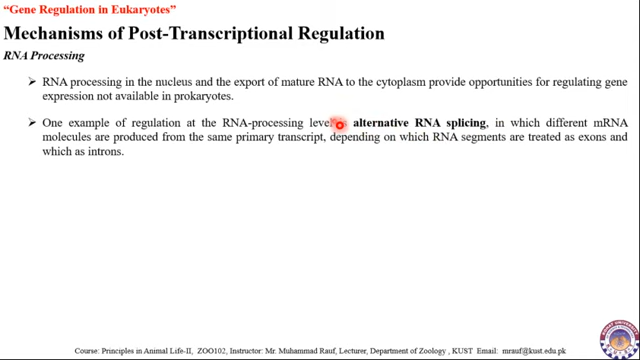 “Gene Regulation in Eukaryotes”
Mechanisms of Post-Transcriptional Regulation
RNA Processing
➢ RNA processing in the nucleus and the export of mature RNA to the cytoplasm provide opportunities for regulating gene
expression not available in prokaryotes.
➢ One example of regulation at the RNA-processing level alternative RNA splicing, in which different mRNA
molecules are produced from the same primary transcript, depending on which RNA segments are treated as exons and
which as introns.
Course: Principles in Animal Life-II, ZOO102, Instructor: Mr. Muhammad Rauf, Lecturer, Department of Zoology , KUST Email: mrauf@kust.edu.pk